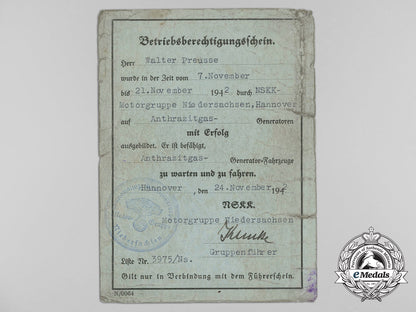 Betriebsberechtigungsschein.
Herr Walter Preusse
wurde in der Zeit vom 7.November
bis 21.November 1942 durch NSKK-
Motorgruppe Niedersachsen,Hannover
auf Anthrazitgas- Generatoren
mit Erfolg
ausgebildet. Er ist befähigt,
Anthrazitgas- Generator-Fahrzeuge
zu warten und zu fahren.
Hannover, den 24.November 194
NSKK.
Motorgruppe Niedersachsen
Gruppenführer
Liste Nr. 3975/Ns.
Gilt nur in Verbindung mit dem Führerschein.
N/0064
eMedals